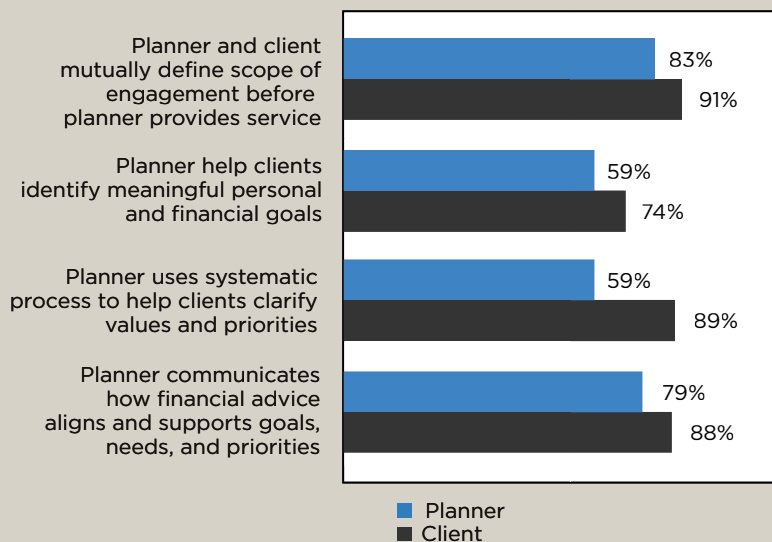 Planner and client
mutually define scope of
engagement before
planner provides service
83%
91%
Planner help clients
identify meaningful personal
and financial goals
59%
74%
Planner uses systematic
process to help clients clarify
values and priorities
59%
89%
Planner communicates
how financial advice
aligns and supports goals,
needs, and priorities
79%
88%
Planner
Client